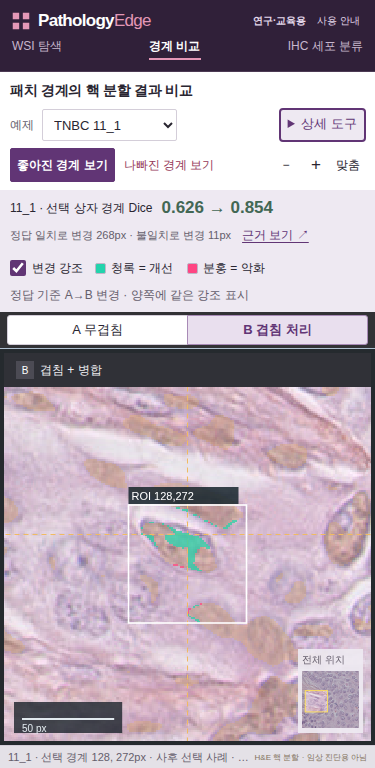 PathologyEdge
연구·교육용 사용 안내
WSI 탐색 경계 비교 IHC 세포 분류
패치 경계의 핵 분할 결과 비교
예제 TNBC 11_1 ▶ 상세 도구
좋아진 경계 보기 나빠진 경계 보기 − + 맞춤
11_1 · 선택 상자 경계 Dice 0.626 → 0.854
정답 일치로 변경 268px · 불일치로 변경 11px 근거 보기 ↗
변경 강조 청록 = 개선 분홍 = 악화
정답 기준 A→B 변경 · 양쪽에 같은 강조 표시
A 무겹침 B 겹침 처리
B 겹침 + 병합
ROI 128,272
전체 위치
50 px
11_1 · 선택 경계 128, 272px · 사후 선택 사례 · … H&E 핵 분할 · 임상 진단용 아님